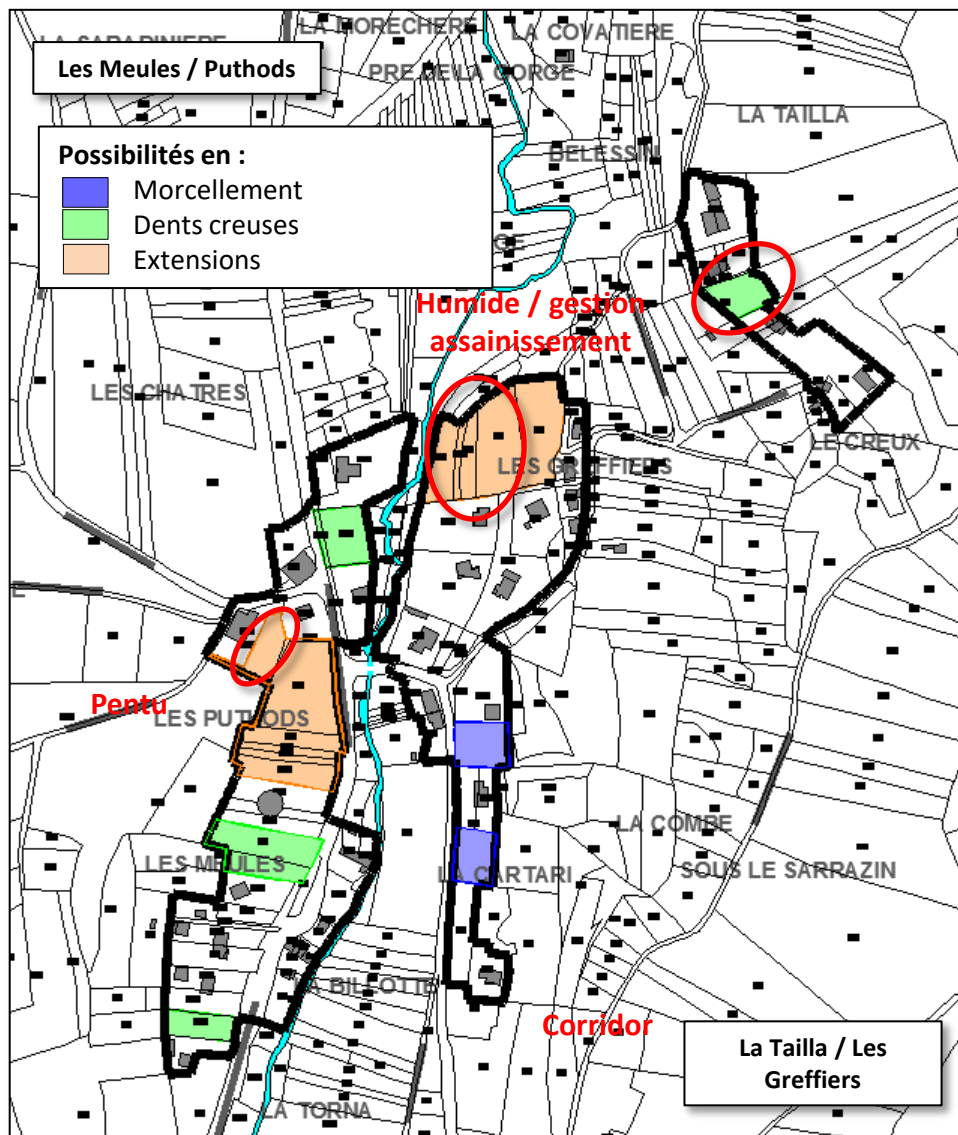 LA MORECHERE
LA COVATIERE
Les Meules / Puthods
PRE DE LA GORGE
LA TAILLA
Possibilités en :
Morcellement
Dents creuses
Extensions
BELESSIN
Humide / gestion
assainissement
LES CHATRES
LE CREUX
LES GREFFIERS
Pentu
LES PUTHODS
LA COMBE
LES MEULES
LA CARTARI
SOUS LE SARRAZIN
LA BILLOTTE
Corridor
La Tailla / Les
Greffiers
LA TORNA